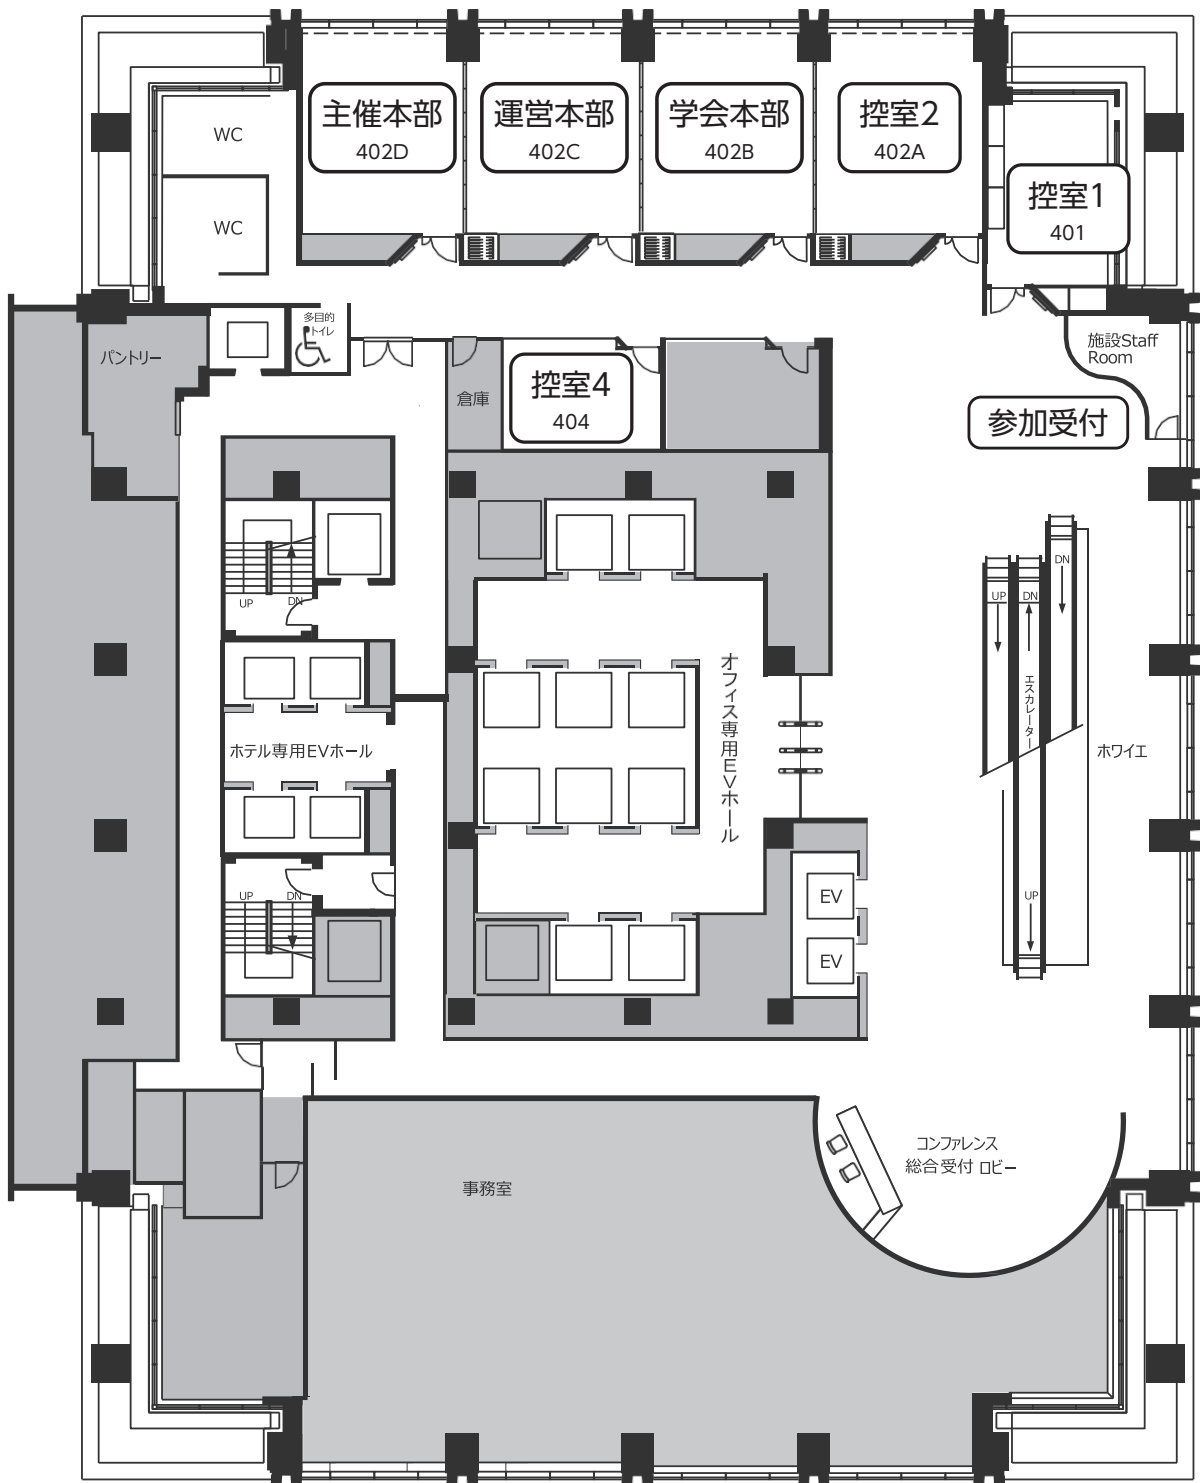 主催本部
402D
運営本部
402C
学会本部
402B
控室2
402A
控室1
401
WC
WC
多目的
トイレ
パントリー
倉庫
控室4
404
施設Staff
Room
参加受付
UP
DN
UP
DN
DN
エスカレーター
UP
ホワイエ
オフィス専用EVホール
ホテル専用EVホール
UP
DN
EV
EV
コンファレンス
総合受付 ロビー
事務室